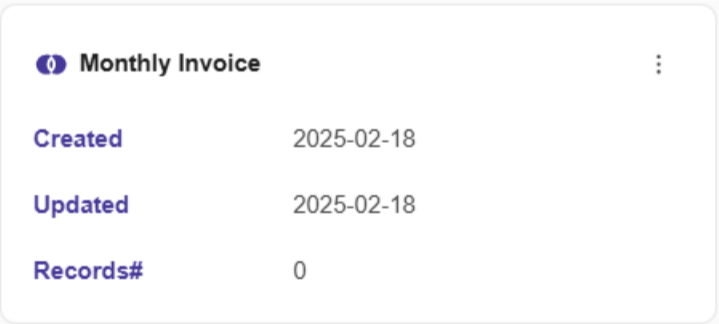 Monthly Invoice
Created 2025-02-18
Updated 2025-02-18
Records# 0